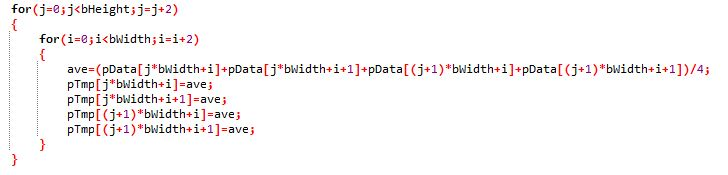 for(j=0;j<bHeight;j=j+2)
{
for(i=0;i<bWidth;i=i+2)
{
ave=(pData[j*bWidth+i]+pData[j*bWidth+i+1]+pData[(j+1)*bWidth+i]+pData[(j+1)*bWidth+i+1])/4;
pTmp[j*bWidth+i]=ave;
pTmp[j*bWidth+i+1]=ave;
pTmp[(j+1)*bWidth+i]=ave;
pTmp[(j+1)*bWidth+i+1]=ave;
}
}